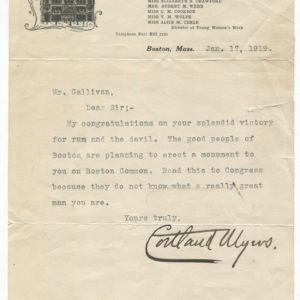 MISS ELIZABETH S. CRAWFORD
MRS. ROBERT M. WEBB
MISS E. M. COOKSON
MISS V. M. WOLFE
MISS ALICE M. TEELE
Director of Young Women's Work
Telephone Fort Hill
Boston, Mass. Jan. 17, 1919.
Mr. Gallivan,
Dear Sir;-
My congratulations on your splendid victory
for rum and the devil. The good people of
Boston are planning to erect a monument to
you on Boston Common. Read this to Congress
because they do not know what a really great
man you are.
Yours truly,
Cortland Myers.